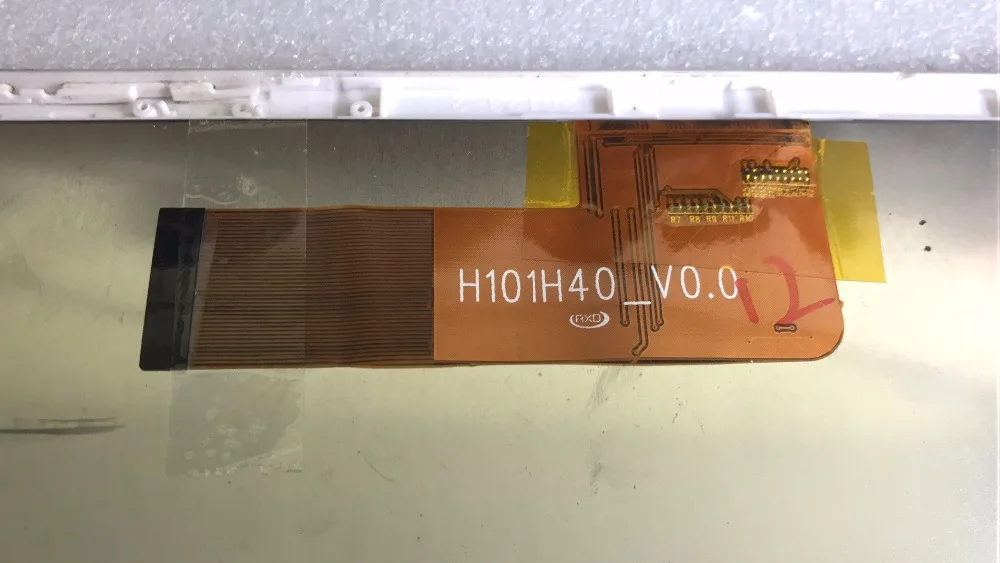 R7 R8 R9 R11 R10
H101H40_V0.0
12
RXD